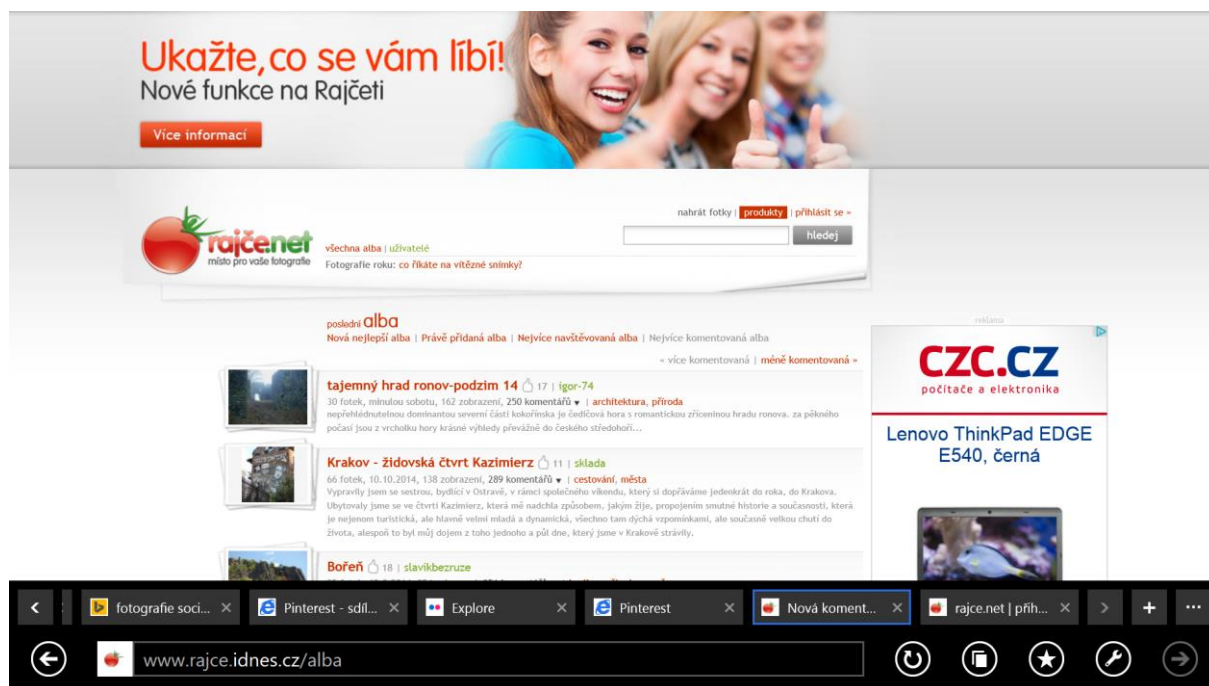 Ukažte, co se vám líbí!
Nové funkce na Rajčeti
Více informací
nahrát fotky | produkty | přihlásit se »
hledej
rajče.net
místo pro vaše fotografie
všechna alba | uživatelé
Fotografie roku: co říkáte na vítězné snímky?
poslední alba
Nová nejlepší alba | Právě přidaná alba | Nejvíce navštěvovaná alba | Nejvíce komentovaná alba
« více komentovaná | méně komentovaná »
tajemný hrad ronov-podzim 14 17 | igor-74
30 fotek, minulou sobotu, 162 zobrazení, 250 komentářů ▾ | architektura, příroda
nepřehlédnutelnou dominantou severní části kokořínska je čedičová hora s romantickou zříceninou hradu ronova. za pěkného
počasí jsou z vrcholku hory krásné výhledy převážně do českého středohoří...
Krakov - židovská čtvrt Kazimierz 11 | sklada
66 fotek, 10.10.2014, 138 zobrazení, 289 komentářů ▾ | cestování, města
Vypravily jsem se sestrou, bydlící v Ostravě, v rámci společného víkendu, který si dopřáváme jedenkrát do roka, do Krakova.
Ubytovaly jsme se ve čtvrti Kazimierz, která mě nadchla způsobem, jakým žije, propojením smutné historie a současnosti, která
je nejenom turistická, ale hlavně velmi mladá a dynamická, všechno tam dýchá vzpomínkami, ale současně velkou chutí do
života, alespoň to byl můj dojem z toho jednoho a půl dne, který jsme v Krakově strávily.
Bořeň 18 | slavikbezruze
reklama
CZC.CZ
počítače a elektronika
Lenovo ThinkPad EDGE
E540, černá
fotografie soci... Pinterest - sdíl... Explore Pinterest Nová koment... rajce.net | přih...
www.rajce.idnes.cz/alba